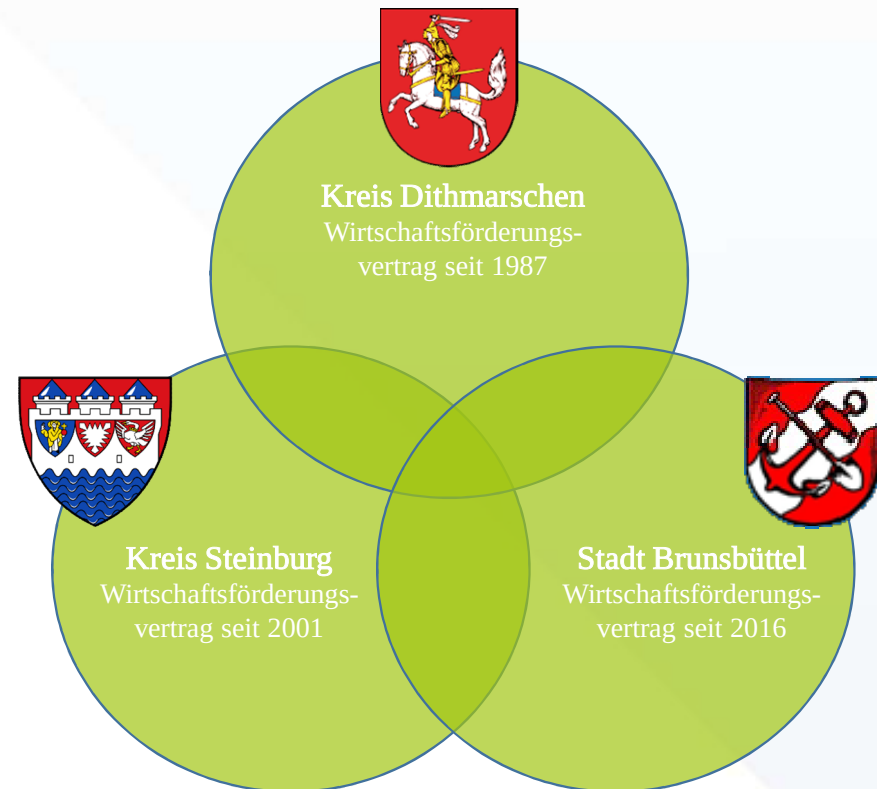 Kreis Dithmarschen
Wirtschaftsförderungs-
vertrag seit 1987
Kreis Steinburg
Wirtschaftsförderungs-
vertrag seit 2001
Stadt Brunsbüttel
Wirtschaftsförderungs-
vertrag seit 2016